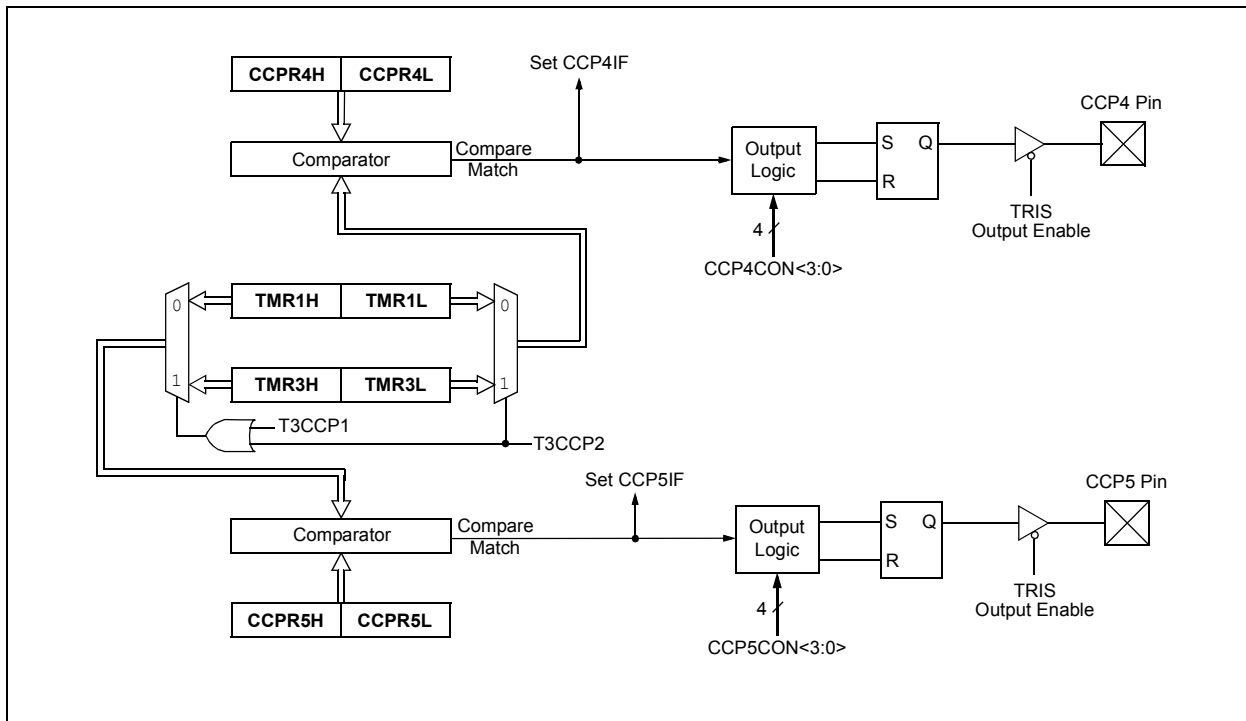 CCPR4H CCPR4L
Set CCP4IF
CCP4 Pin
Comparator
Compare
Match
Output
Logic
S Q
R
TRIS
Output Enable
4
CCP4CON<3:0>
0 TMR1H TMR1L 0
1 TMR3H TMR3L 1
T3CCP1
T3CCP2
Set CCP5IF
CCP5 Pin
Comparator
Compare
Match
Output
Logic
S Q
R
TRIS
Output Enable
4
CCPR5H CCPR5L
CCP5CON<3:0>